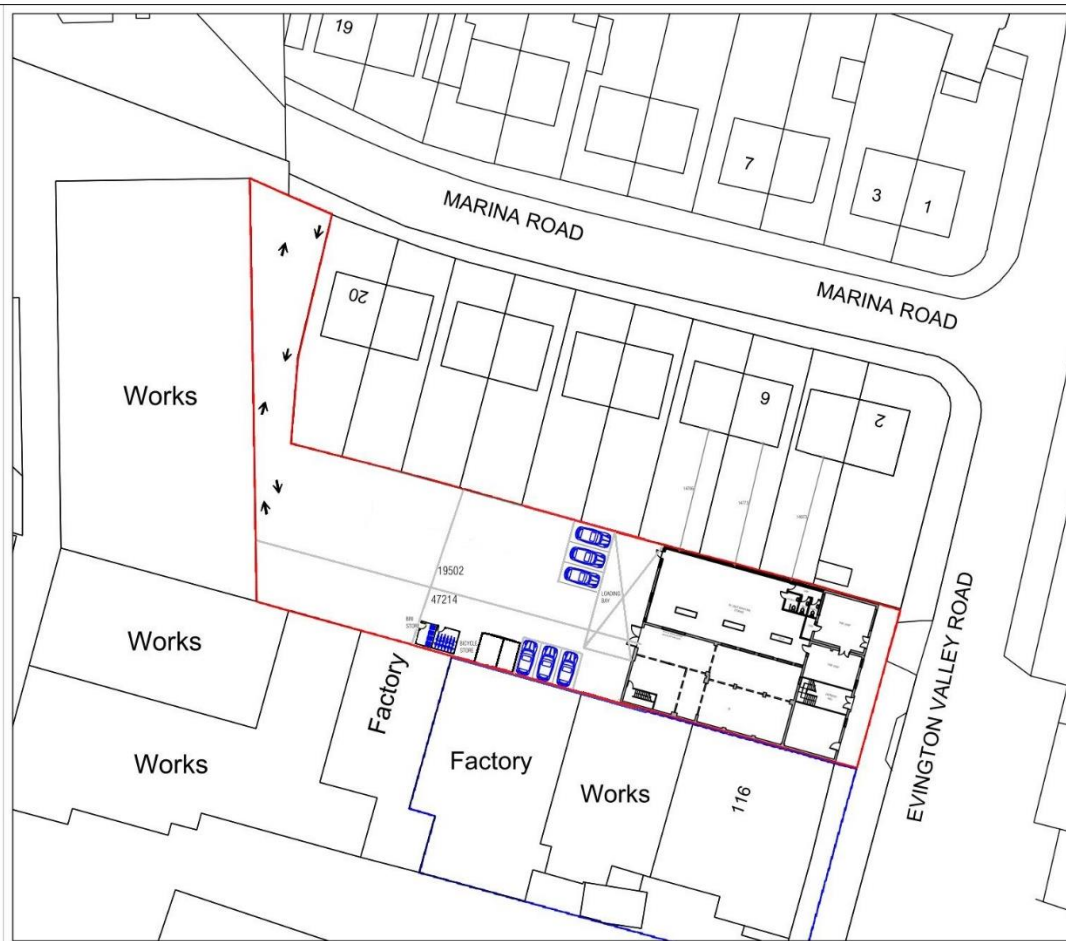 19
7
3
1
MARINA ROAD
MARINA ROAD
20
6
2
Works
19502
47214
LOADING
BAY
BIN
STORE
BICYCLE
STORE
Works
Factory
Works
Factory
Works
116
EVINGTON VALLEY ROAD